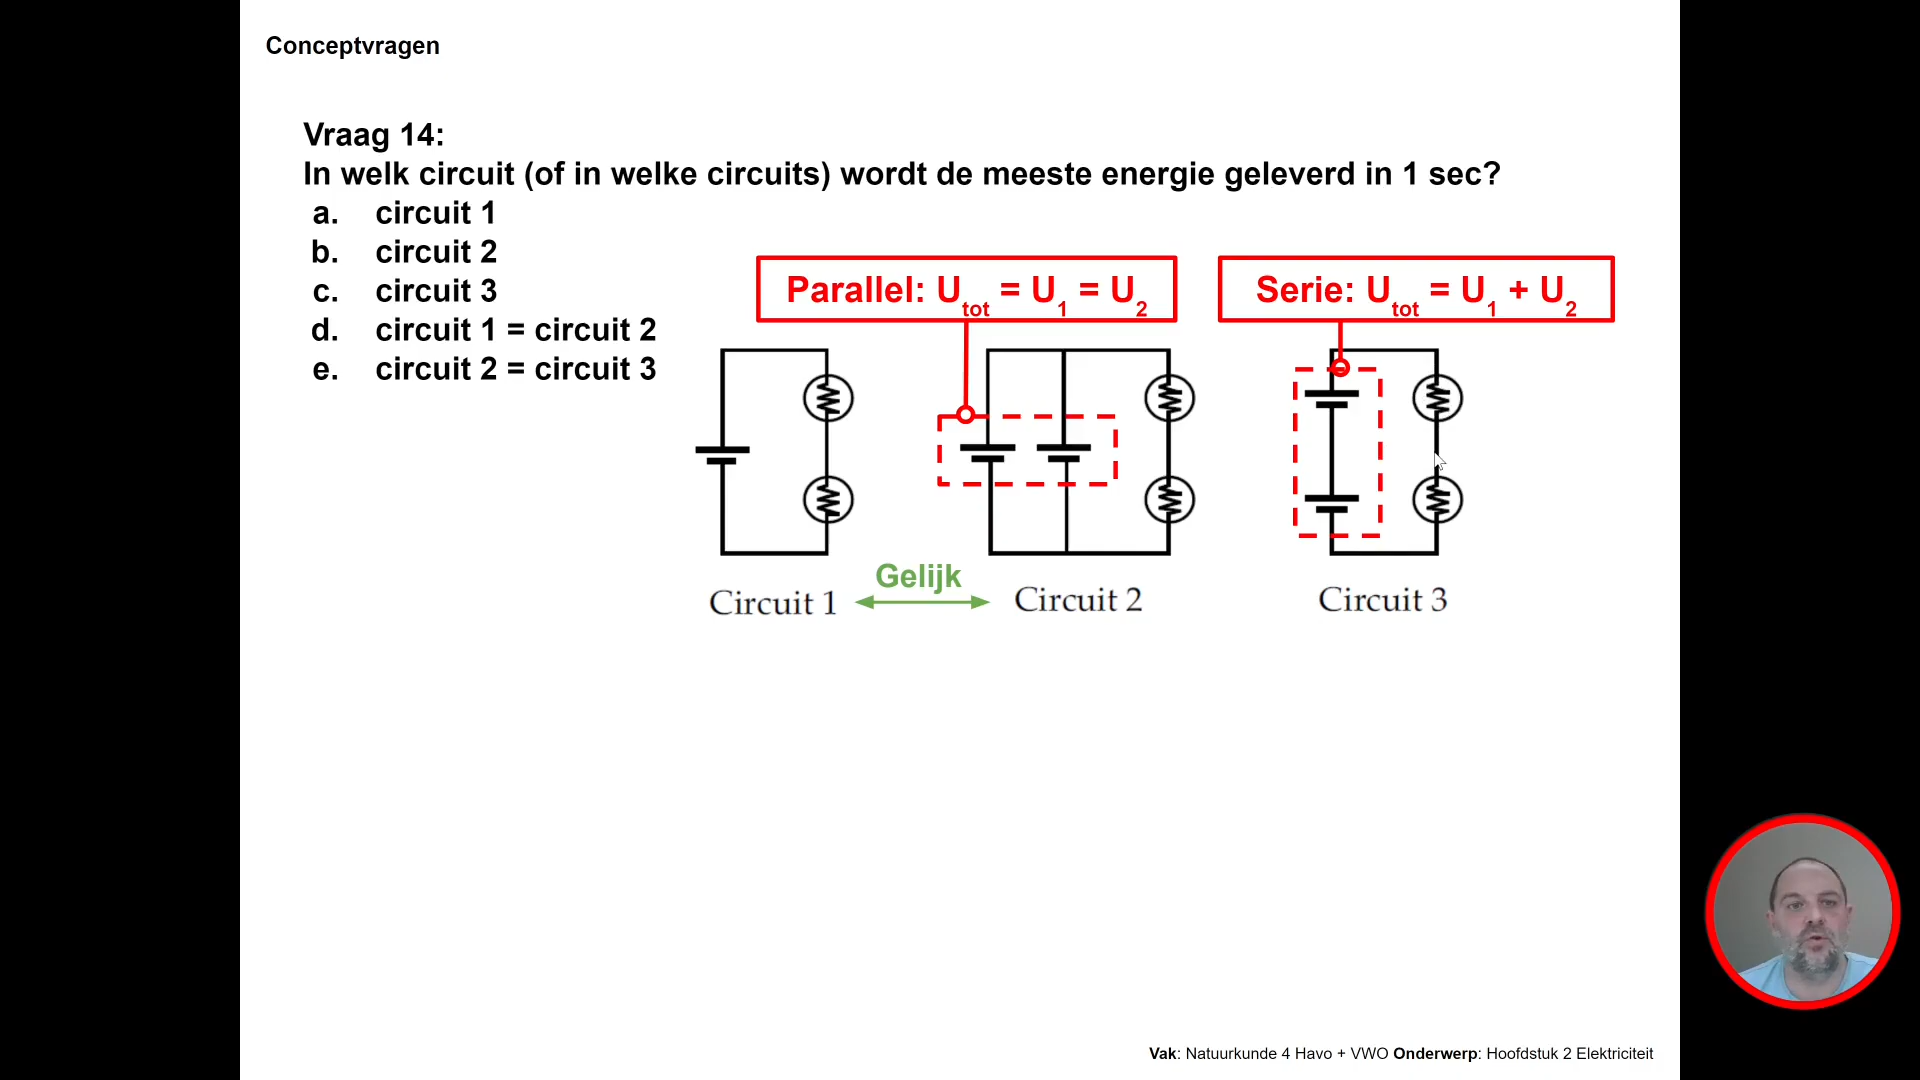 Conceptvragen
Vraag 14:
In welk circuit (of in welke circuits) wordt de meeste energie geleverd in 1 sec?
a. circuit 1
b. circuit 2
c. circuit 3
d. circuit 1 = circuit 2
e. circuit 2 = circuit 3
Parallel: Utot = U1 = U2
Serie: Utot = U1 + U2
Gelijk
Circuit 1
Circuit 2
Circuit 3
Vak: Natuurkunde 4 Havo + VWO Onderwerp: Hoofdstuk 2 Elektriciteit